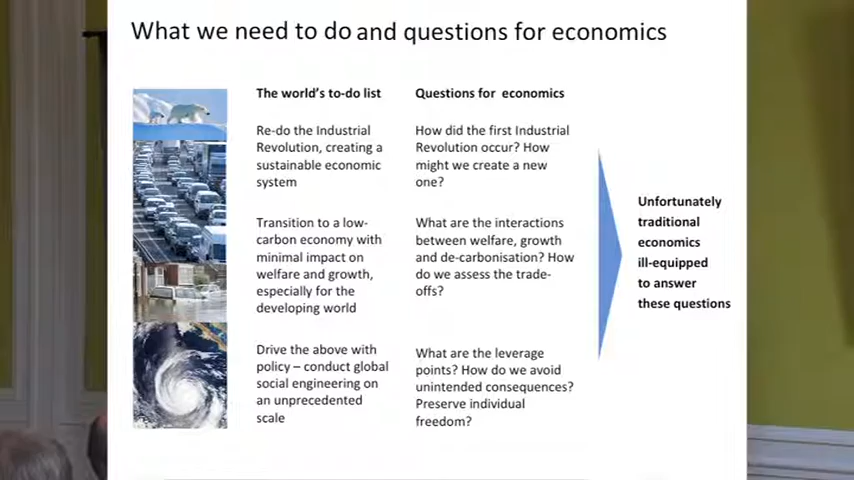 What we need to do and questions for economics
The world's to-do list
Questions for economics
Re-do the Industrial
Revolution, creating a
sustainable economic
system
How did the first Industrial
Revolution occur? How
might we create a new
one?
Transition to a low-
carbon economy with
minimal impact on
welfare and growth,
especially for the
developing world
What are the interactions
between welfare, growth
and de-carbonisation? How
do we assess the trade-
offs?
Drive the above with
policy – conduct global
social engineering on
an unprecedented
scale
What are the leverage
points? How do we avoid
unintended consequences?
Preserve individual
freedom?
Unfortunately
traditional
economics
ill-equipped
to answer
these questions